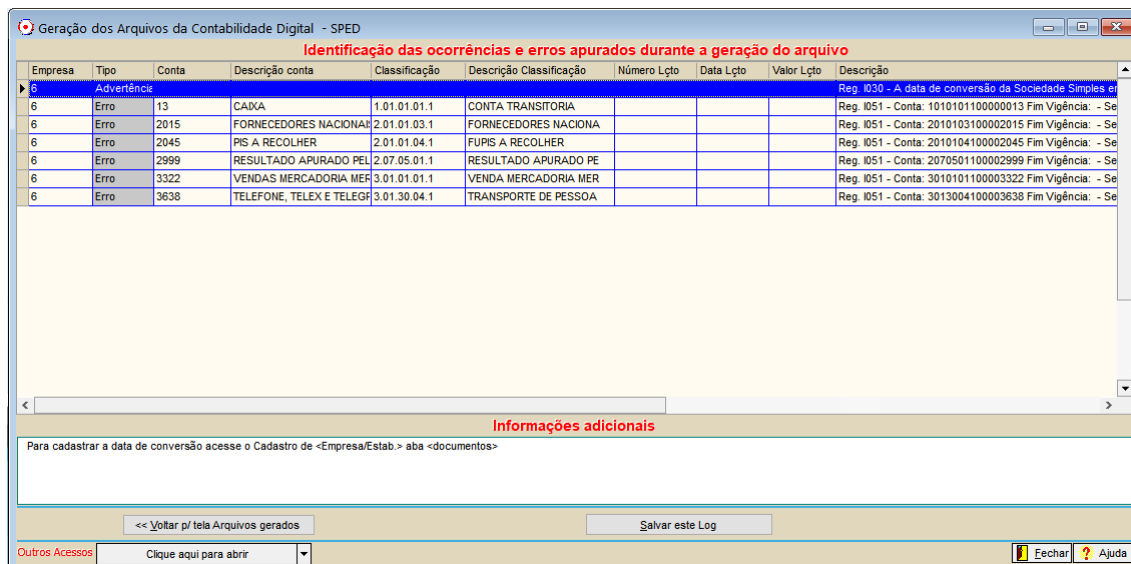 Geração dos Arquivos da Contabilidade Digital - SPED
Identificação das ocorrências e erros apurados durante a geração do arquivo
Empresa Tipo Conta Descrição conta Classificação Descrição Classificação Número Lçto Data Lçto Valor Lçto Descrição
6 Advertência Reg. I030 - A data de conversão da Sociedade Simples em
6 Erro 13 CAIXA 1.01.01.01.1 CONTA TRANSITORIA Reg. I051 - Conta: 1010101100000013 Fim Vigência: - Se
6 Erro 2015 FORNECEDORES NACIONAIS 2.01.01.03.1 FORNECEDORES NACIONA Reg. I051 - Conta: 2010103100002015 Fim Vigência: - Se
6 Erro 2045 PIS A RECOLHER 2.01.01.04.1 FUPIS A RECOLHER Reg. I051 - Conta: 2010104100002045 Fim Vigência: - Se
6 Erro 2999 RESULTADO APURADO PEL 2.07.05.01.1 RESULTADO APURADO PE Reg. I051 - Conta: 2070501100002999 Fim Vigência: - Se
6 Erro 3322 VENDAS MERCADORIA MER 3.01.01.01.1 VENDA MERCADORIA MER Reg. I051 - Conta: 3010101100003322 Fim Vigência: - Se
6 Erro 3638 TELEFONE, TELEX E TELEGR 3.01.30.04.1 TRANSPORTE DE PESSOA Reg. I051 - Conta: 3013004100003638 Fim Vigência: - Se
Informações adicionais
Para cadastrar a data de conversão acesse o Cadastro de <Empresa/Estab.> aba <documentos>
<< Voltar p/ tela Arquivos gerados Salvar este Log
Outros Acessos Clique aqui para abrir Fechar Ajuda